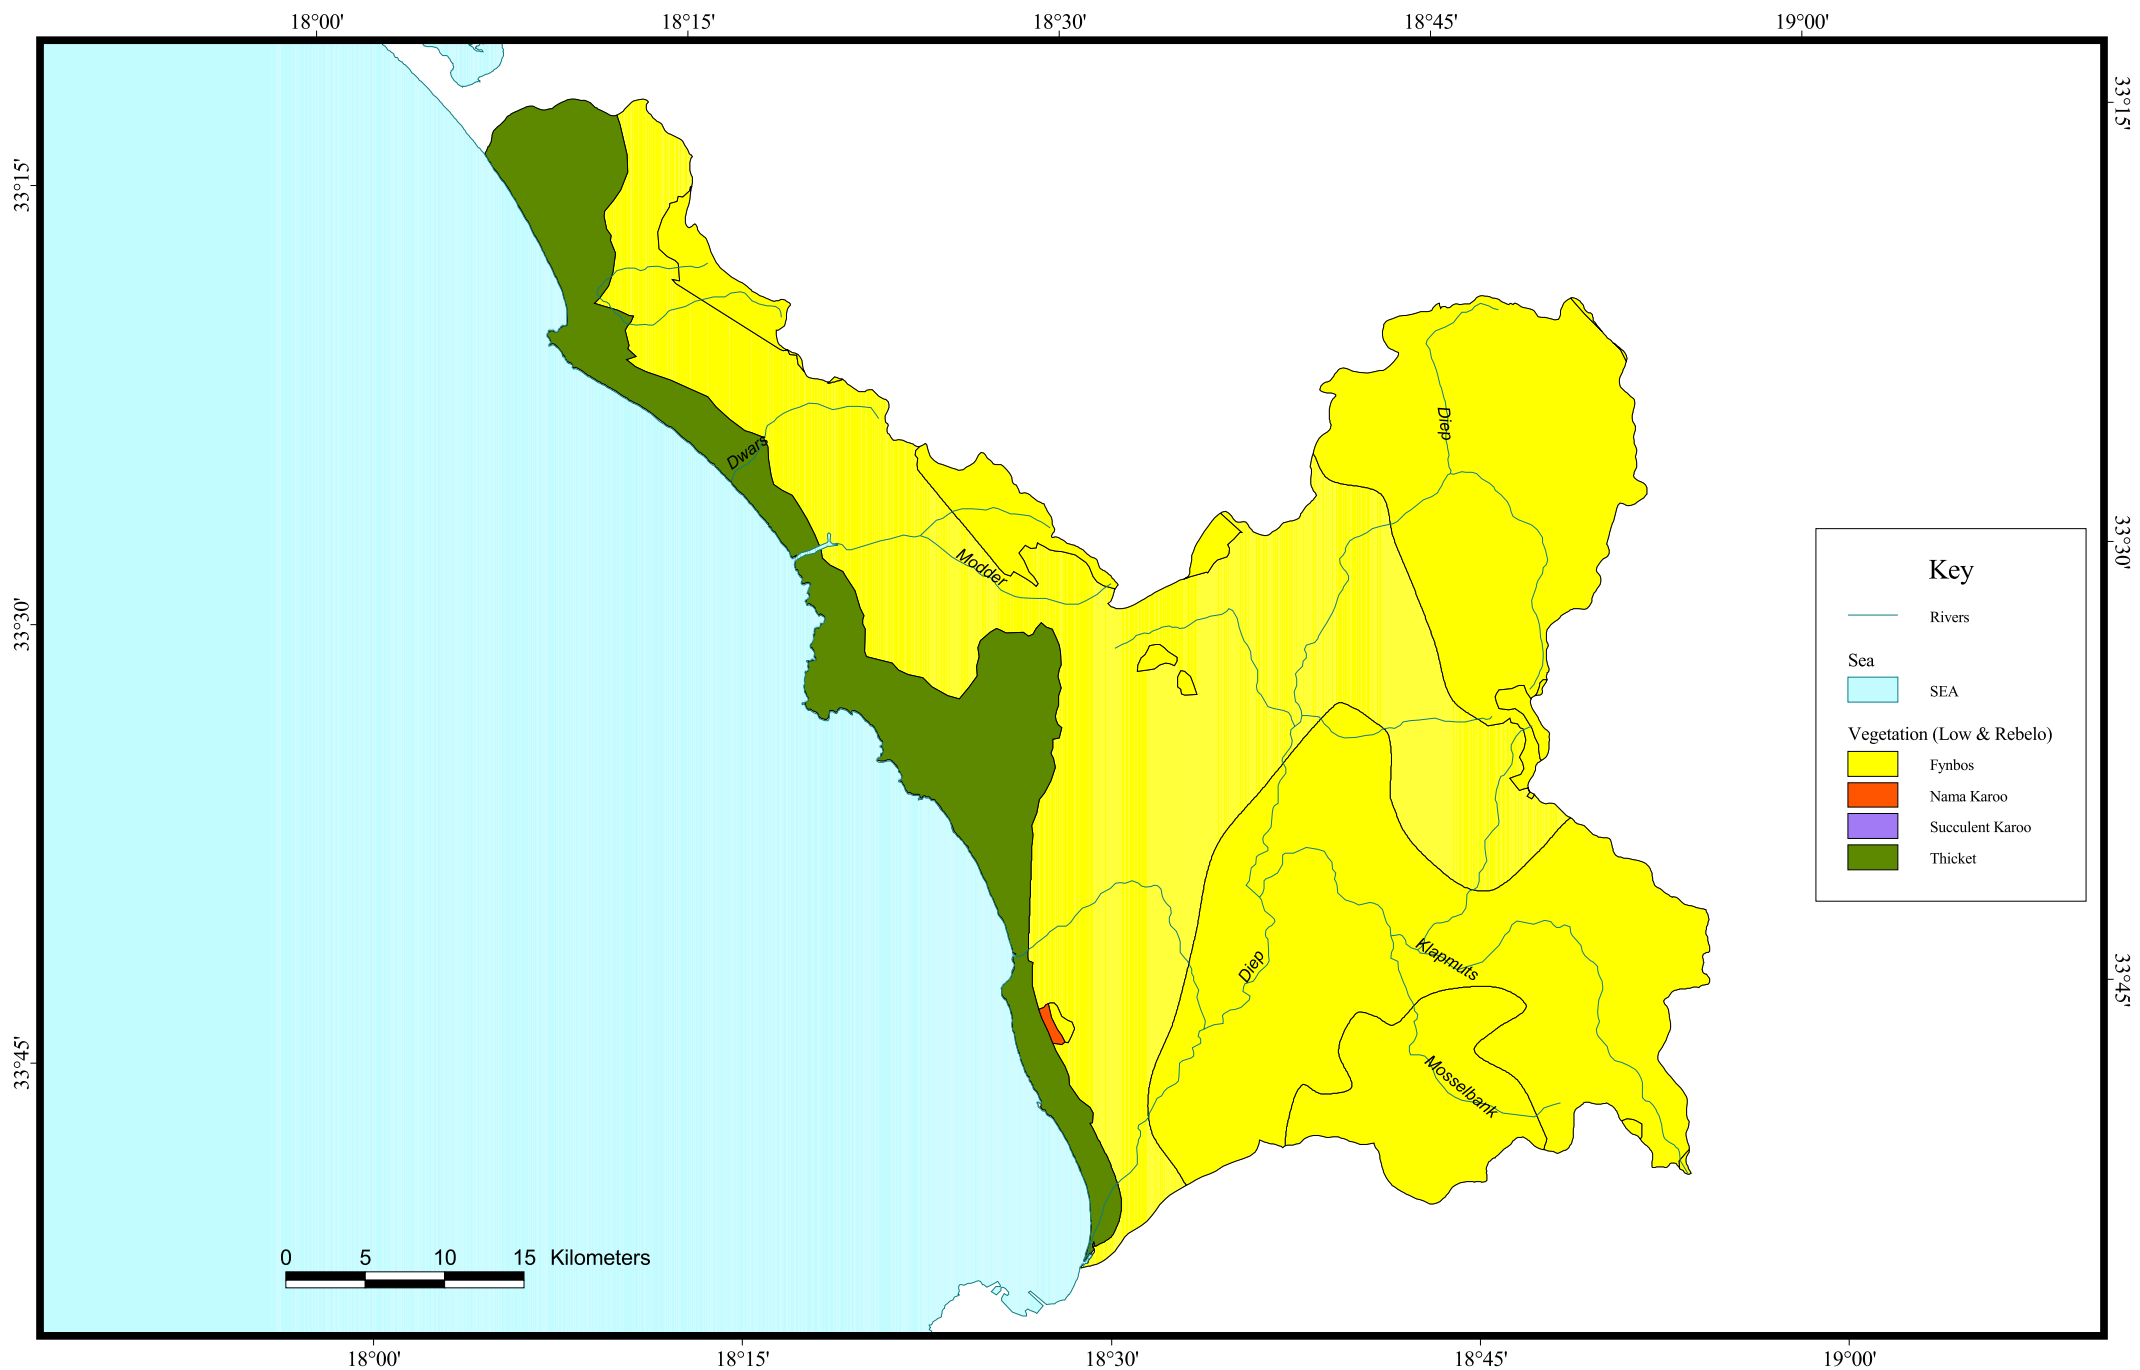 18°00' 18°15' 18°30' 18°45' 19°00'
33°15'
33°15'
Diep
Dwars
33°30'
Modder
33°30'
Key
Rivers
Sea
SEA
Vegetation (Low & Rebelo)
Fynbos
Nama Karoo
Succulent Karoo
Thicket
Klapmuts
Diep
33°45'
33°45'
Mosselbank
0 5 10 15 Kilometers
18°00' 18°15' 18°30' 18°45' 19°00'